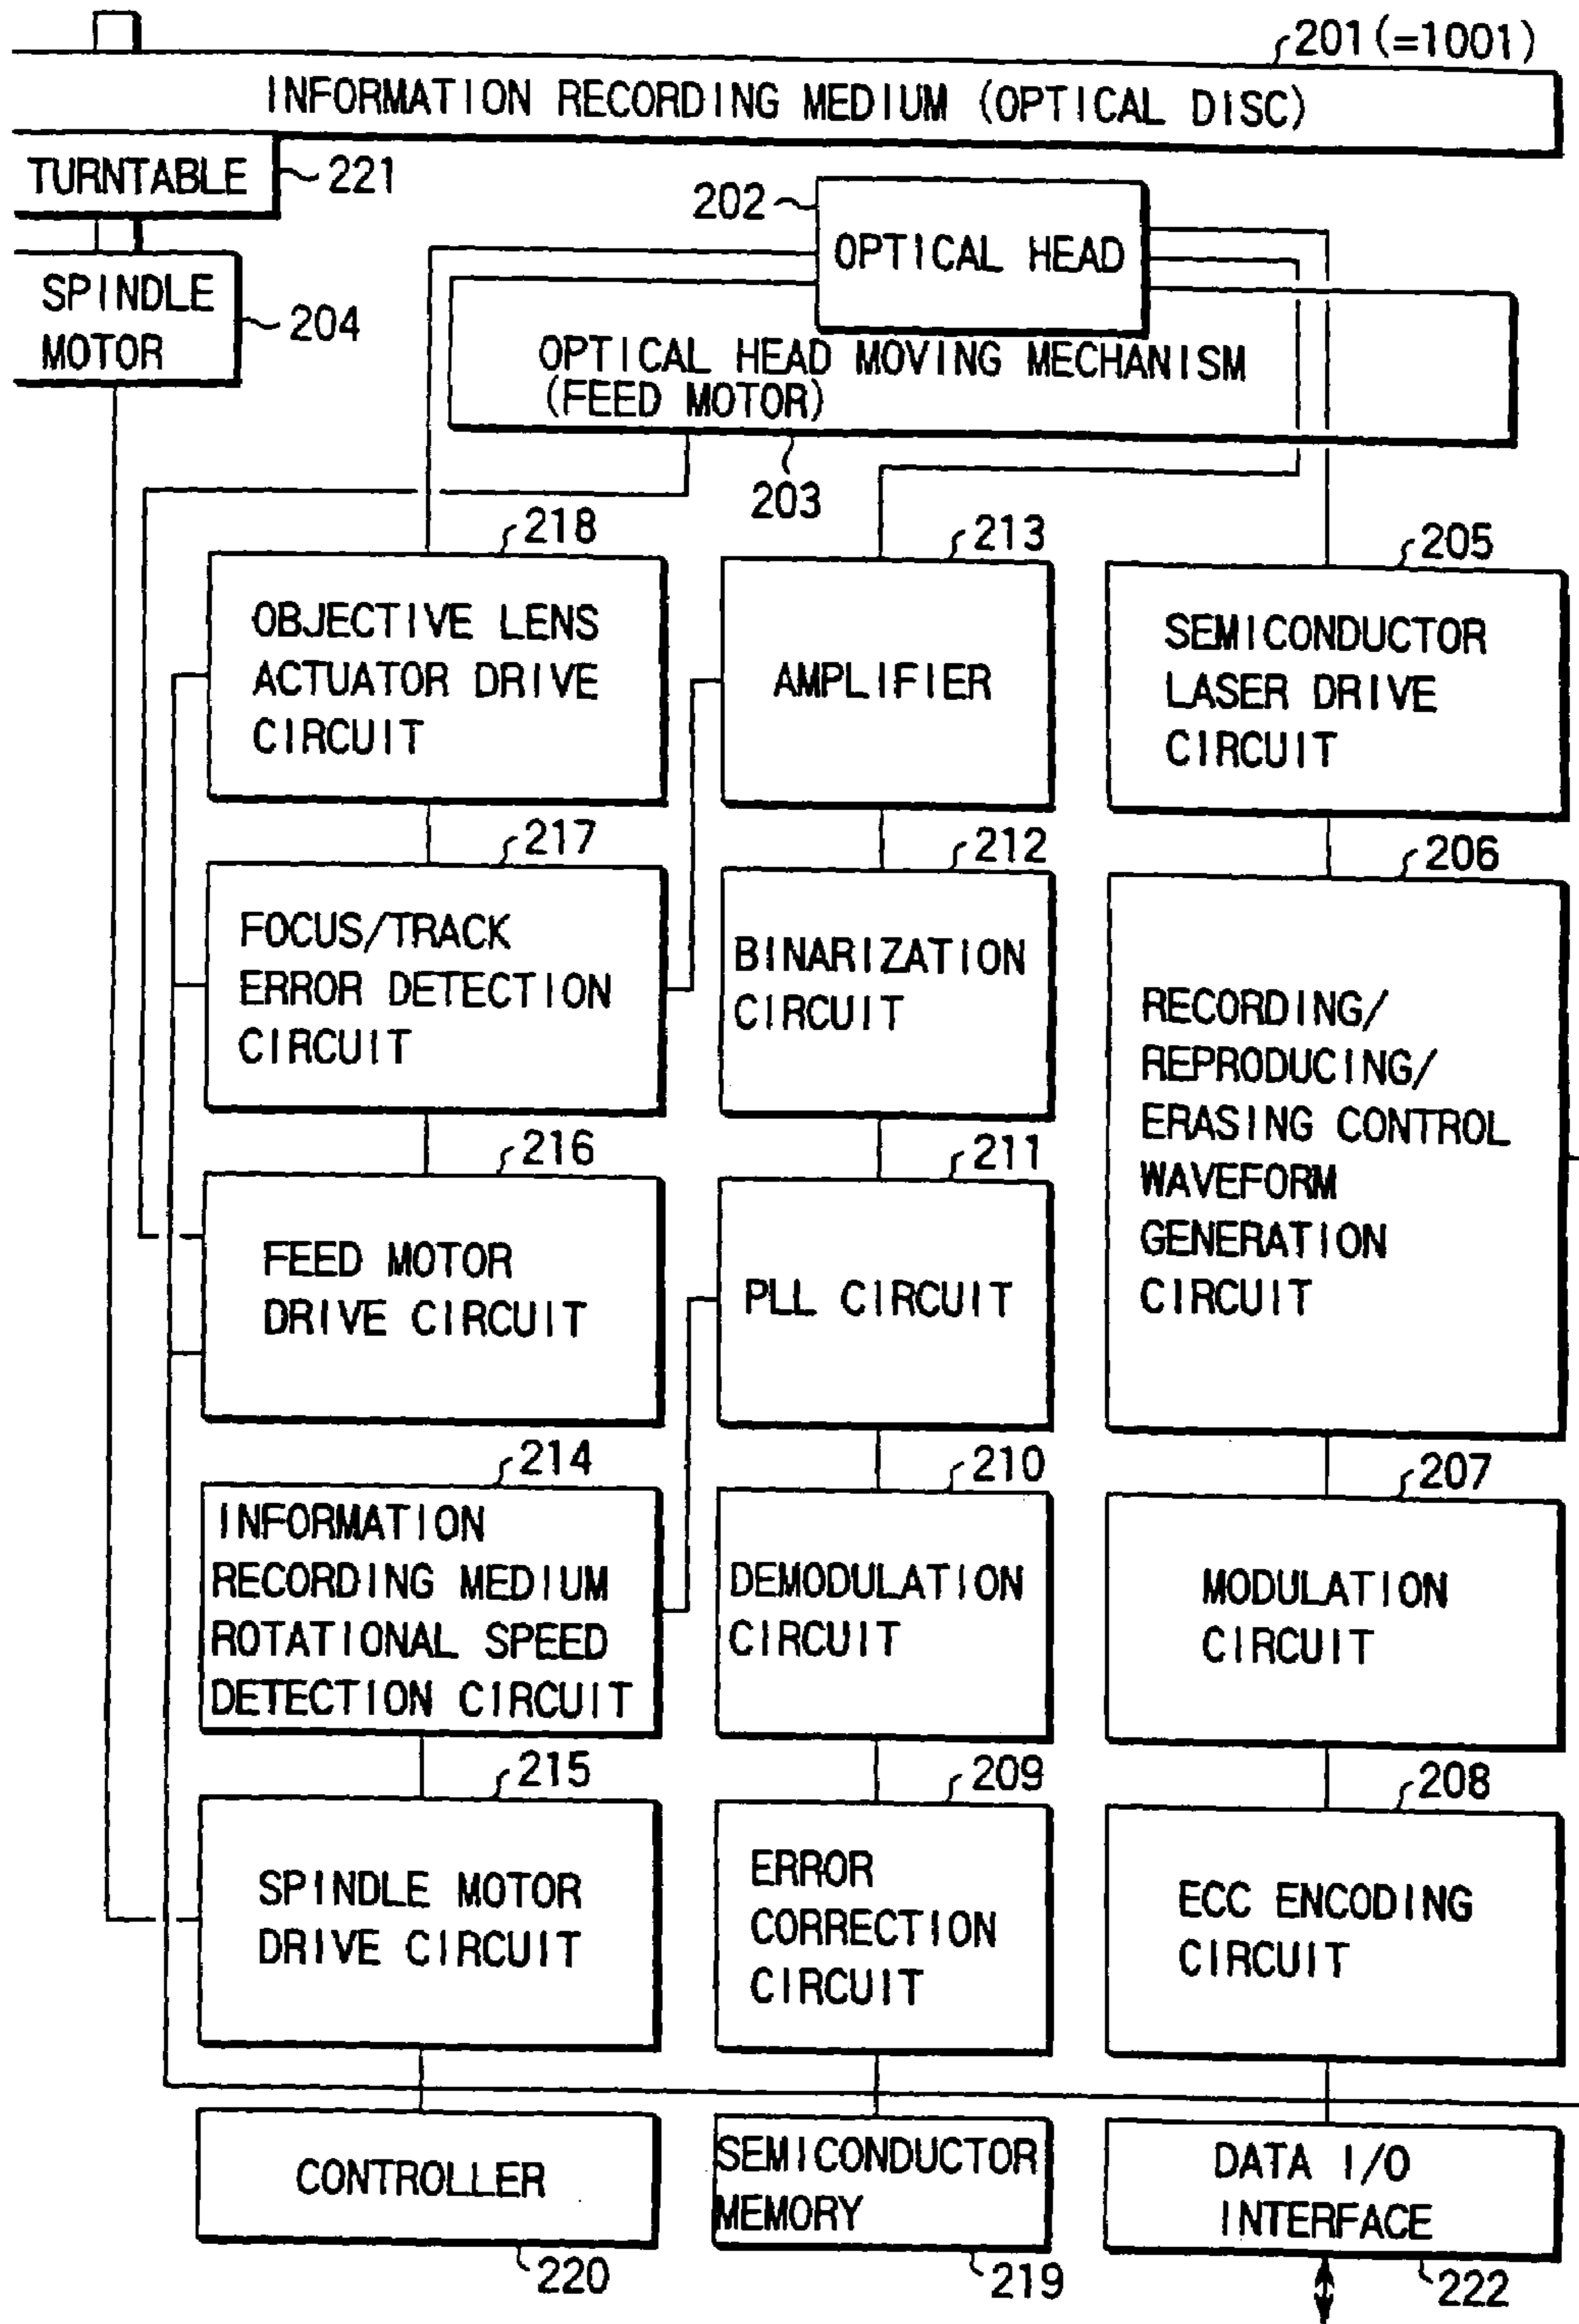 201(=1001)
INFORMATION RECORDING MEDIUM (OPTICAL DISC)
TURNTABLE
221
202
OPTICAL HEAD
SPINDLE
MOTOR
204
OPTICAL HEAD MOVING MECHANISM
(FEED MOTOR)
203
218
OBJECTIVE LENS
ACTUATOR DRIVE
CIRCUIT
213
AMPLIFIER
205
SEMICONDUCTOR
LASER DRIVE
CIRCUIT
217
FOCUS/TRACK
ERROR DETECTION
CIRCUIT
212
BINARIZATION
CIRCUIT
206
RECORDING/
REPRODUCING/
ERASING CONTROL
WAVEFORM
GENERATION
CIRCUIT
216
FEED MOTOR
DRIVE CIRCUIT
211
PLL CIRCUIT
214
INFORMATION
RECORDING MEDIUM
ROTATIONAL SPEED
DETECTION CIRCUIT
210
DEMODULATION
CIRCUIT
207
MODULATION
CIRCUIT
215
SPINDLE MOTOR
DRIVE CIRCUIT
209
ERROR
CORRECTION
CIRCUIT
208
ECC ENCODING
CIRCUIT
CONTROLLER
220
SEMICONDUCTOR
MEMORY
219
DATA I/O
INTERFACE
222